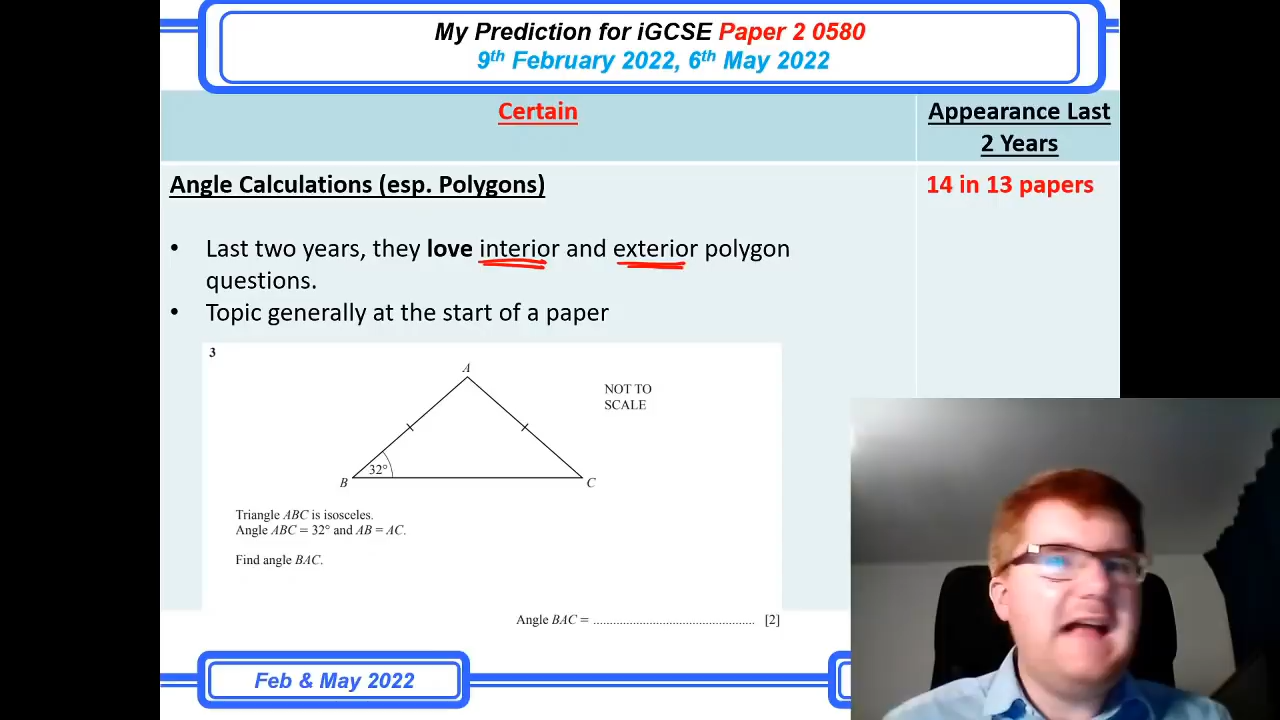 My Prediction for iGCSE Paper 2 0580
9th February 2022, 6th May 2022
Certain
Appearance Last
2 Years
Angle Calculations (esp. Polygons)
14 in 13 papers
• Last two years, they love interior and exterior polygon
questions.
• Topic generally at the start of a paper
3
A
NOT TO
SCALE
32°
B
C
Triangle ABC is isosceles.
Angle ABC = 32° and AB = AC.
Find angle BAC.
Angle BAC = ................................................ [2]
Feb & May 2022